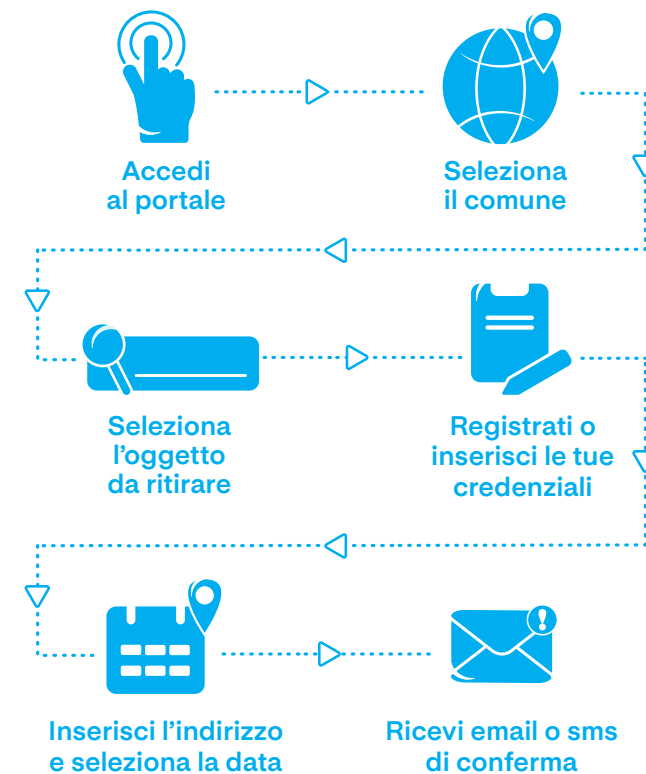 Accedi
al portale
Seleziona
il comune
Seleziona
l’oggetto
da ritirare
Registrati o
inserisci le tue
credenziali
Inserisci l’indirizzo
e seleziona la data
Ricevi email o sms
di conferma